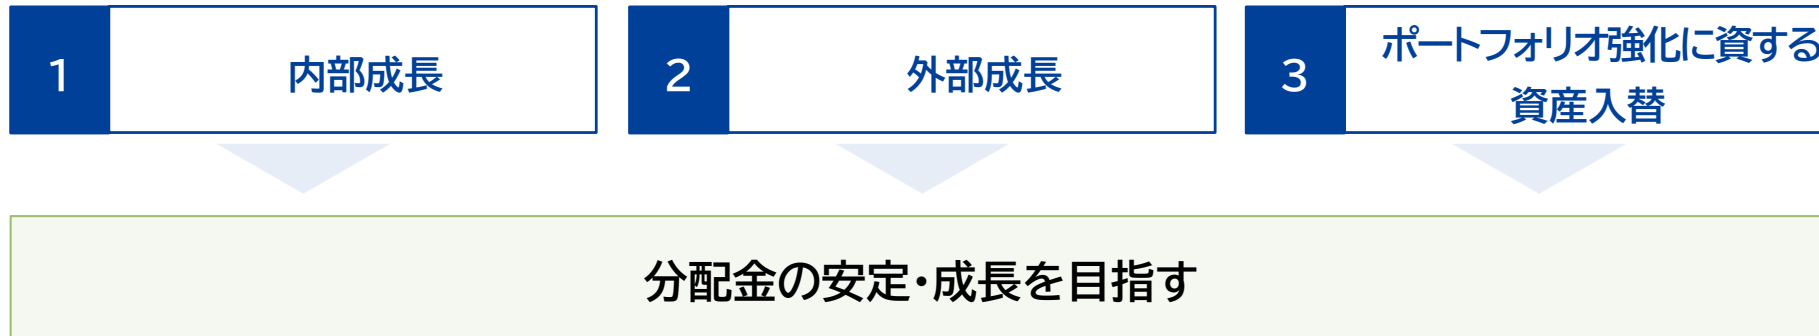 1
内部成長
2
外部成長
3
ポートフォリオ強化に資する
資産入替
分配金の安定・成長を目指す